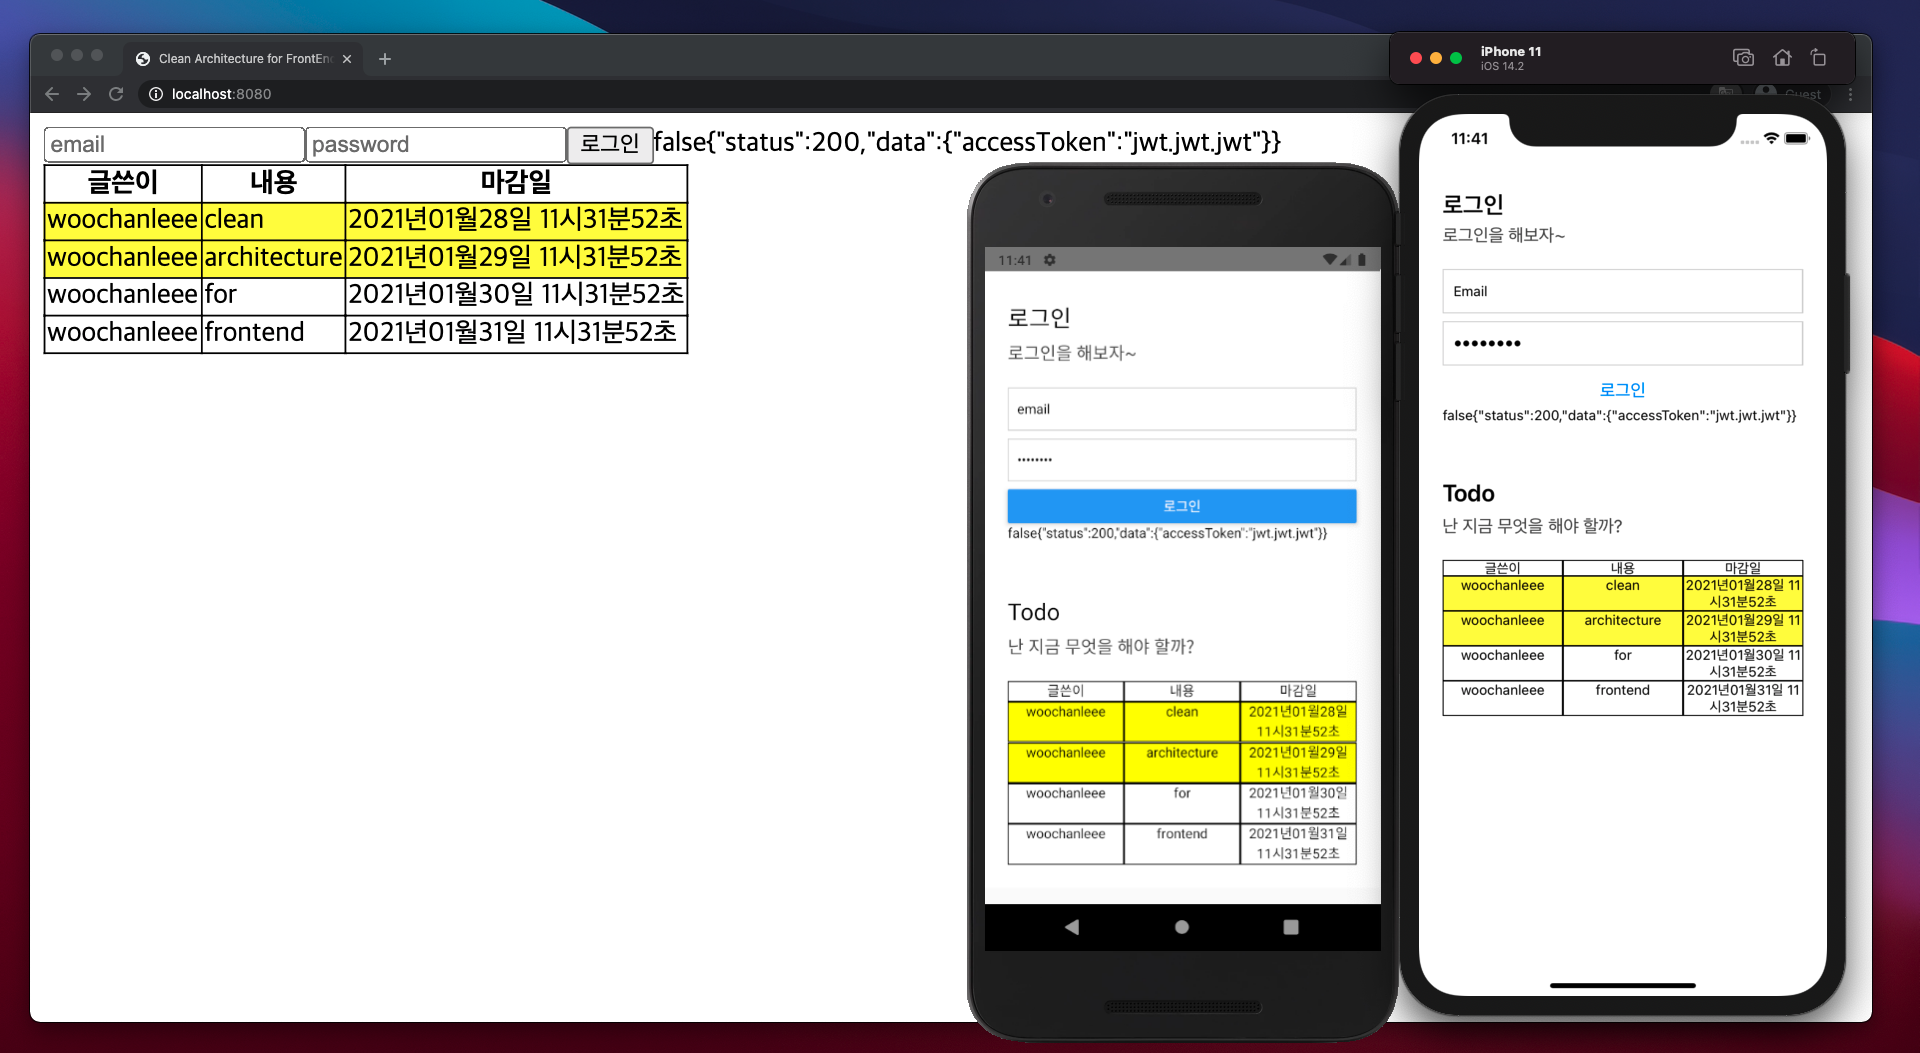 Clean Architecture for FrontEnd
localhost:8080
Guest
email password 로그인 false{"status":200,"data":{"accessToken":"jwt.jwt.jwt"}}
글쓴이 내용 마감일
woochanleee clean 2021년01월28일 11시31분52초
woochanleee architecture 2021년01월29일 11시31분52초
woochanleee for 2021년01월30일 11시31분52초
woochanleee frontend 2021년01월31일 11시31분52초
11:41
로그인
로그인을 해보자~
email
••••••••
로그인
false{"status":200,"data":{"accessToken":"jwt.jwt.jwt"}}
Todo
난 지금 무엇을 해야 할까?
글쓴이 내용 마감일
woochanleee clean 2021년01월28일
11시31분52초
woochanleee architecture 2021년01월29일
11시31분52초
woochanleee for 2021년01월30일
11시31분52초
woochanleee frontend 2021년01월31일
11시31분52초
iPhone 11
iOS 14.2
11:41
로그인
로그인을 해보자~
Email
••••••••
로그인
false{"status":200,"data":{"accessToken":"jwt.jwt.jwt"}}
Todo
난 지금 무엇을 해야 할까?
글쓴이 내용 마감일
woochanleee clean 2021년01월28일 11
시31분52초
woochanleee architecture 2021년01월29일 11
시31분52초
woochanleee for 2021년01월30일 11
시31분52초
woochanleee frontend 2021년01월31일 11
시31분52초